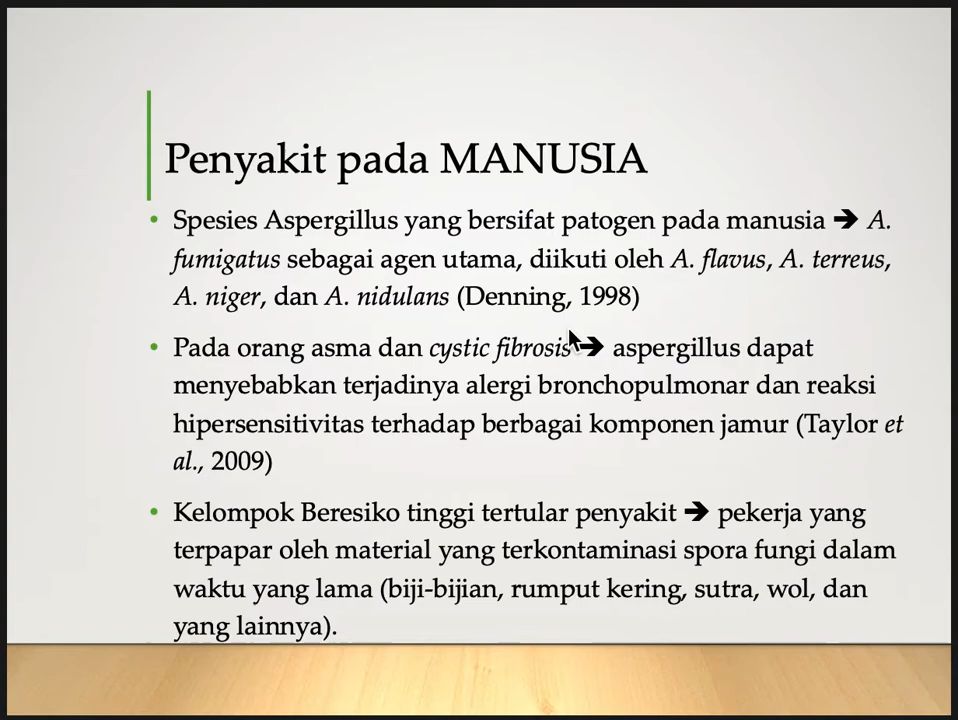 Penyakit pada MANUSIA
• Spesies Aspergillus yang bersifat patogen pada manusia ➔ A.
fumigatus sebagai agen utama, diikuti oleh A. flavus, A. terreus,
A. niger, dan A. nidulans (Denning, 1998)
• Pada orang asma dan cystic fibrosis ➔ aspergillus dapat
menyebabkan terjadinya alergi bronchopulmonar dan reaksi
hipersensitivitas terhadap berbagai komponen jamur (Taylor et
al., 2009)
• Kelompok Beresiko tinggi tertular penyakit ➔ pekerja yang
terpapar oleh material yang terkontaminasi spora fungi dalam
waktu yang lama (biji-bijian, rumput kering, sutra, wol, dan
yang lainnya).